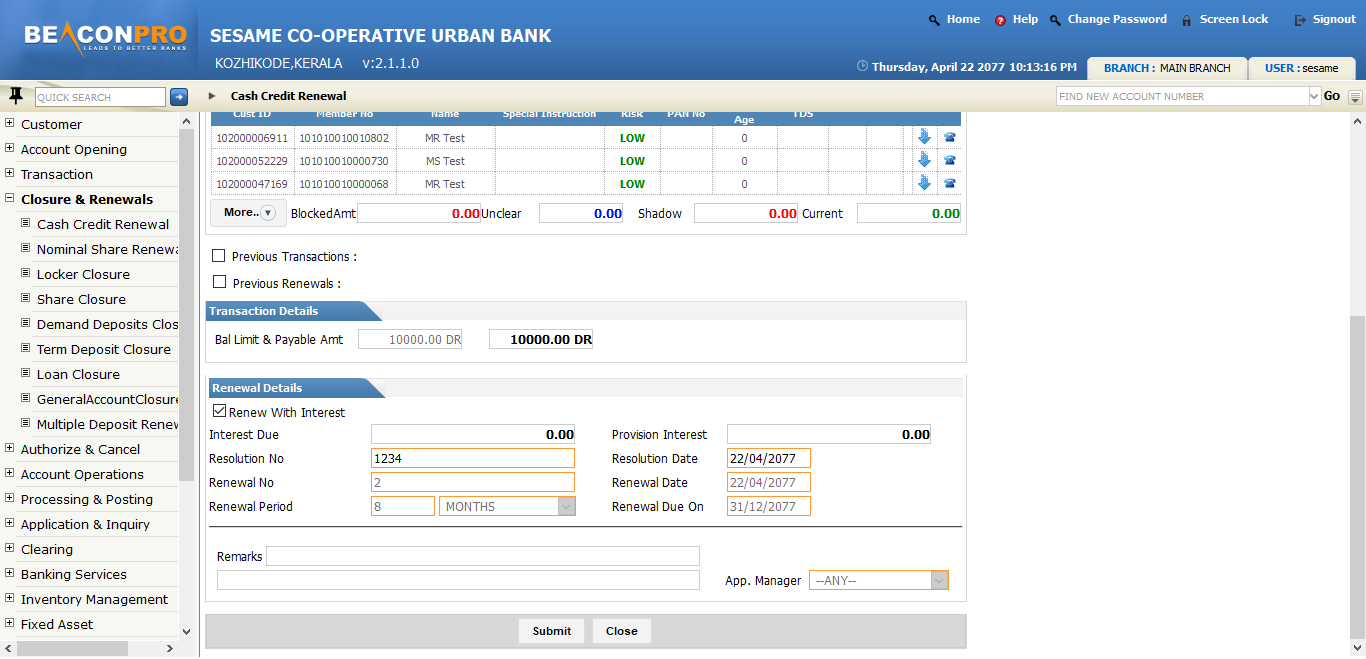 BEACONPRO
LEADS TO BETTER BANKS
SESAME CO-OPERATIVE URBAN BANK
KOZHIKODE,KERALA v:2.1.1.0
Home Help Change Password Screen Lock Signout
Thursday, April 22 2077 10:13:16 PM BRANCH : MAIN BRANCH USER : sesame
QUICK SEARCH Cash Credit Renewal FIND NEW ACCOUNT NUMBER Go
Customer
Account Opening
Transaction
Closure & Renewals
Cash Credit Renewal
Nominal Share Renewa
Locker Closure
Share Closure
Demand Deposits Clos
Term Deposit Closure
Loan Closure
GeneralAccountClosure
Multiple Deposit Renew
Authorize & Cancel
Account Operations
Processing & Posting
Application & Inquiry
Clearing
Banking Services
Inventory Management
Fixed Asset
Cust ID Member No Name Special Instruction Risk PAN No Age TDS
102000006911 101010010010802 MR Test LOW 0
102000052229 101010010000730 MS Test LOW 0
102000047169 101010010000068 MR Test LOW 0
More.. BlockedAmt 0.00 Unclear 0.00 Shadow 0.00 Current 0.00
Previous Transactions :
Previous Renewals :
Transaction Details
Bal Limit & Payable Amt 10000.00 DR 10000.00 DR
Renewal Details
Renew With Interest
Interest Due 0.00 Provision Interest 0.00
Resolution No 1234 Resolution Date 22/04/2077
Renewal No 2 Renewal Date 22/04/2077
Renewal Period 8 MONTHS Renewal Due On 31/12/2077
Remarks
App. Manager --ANY--
Submit Close